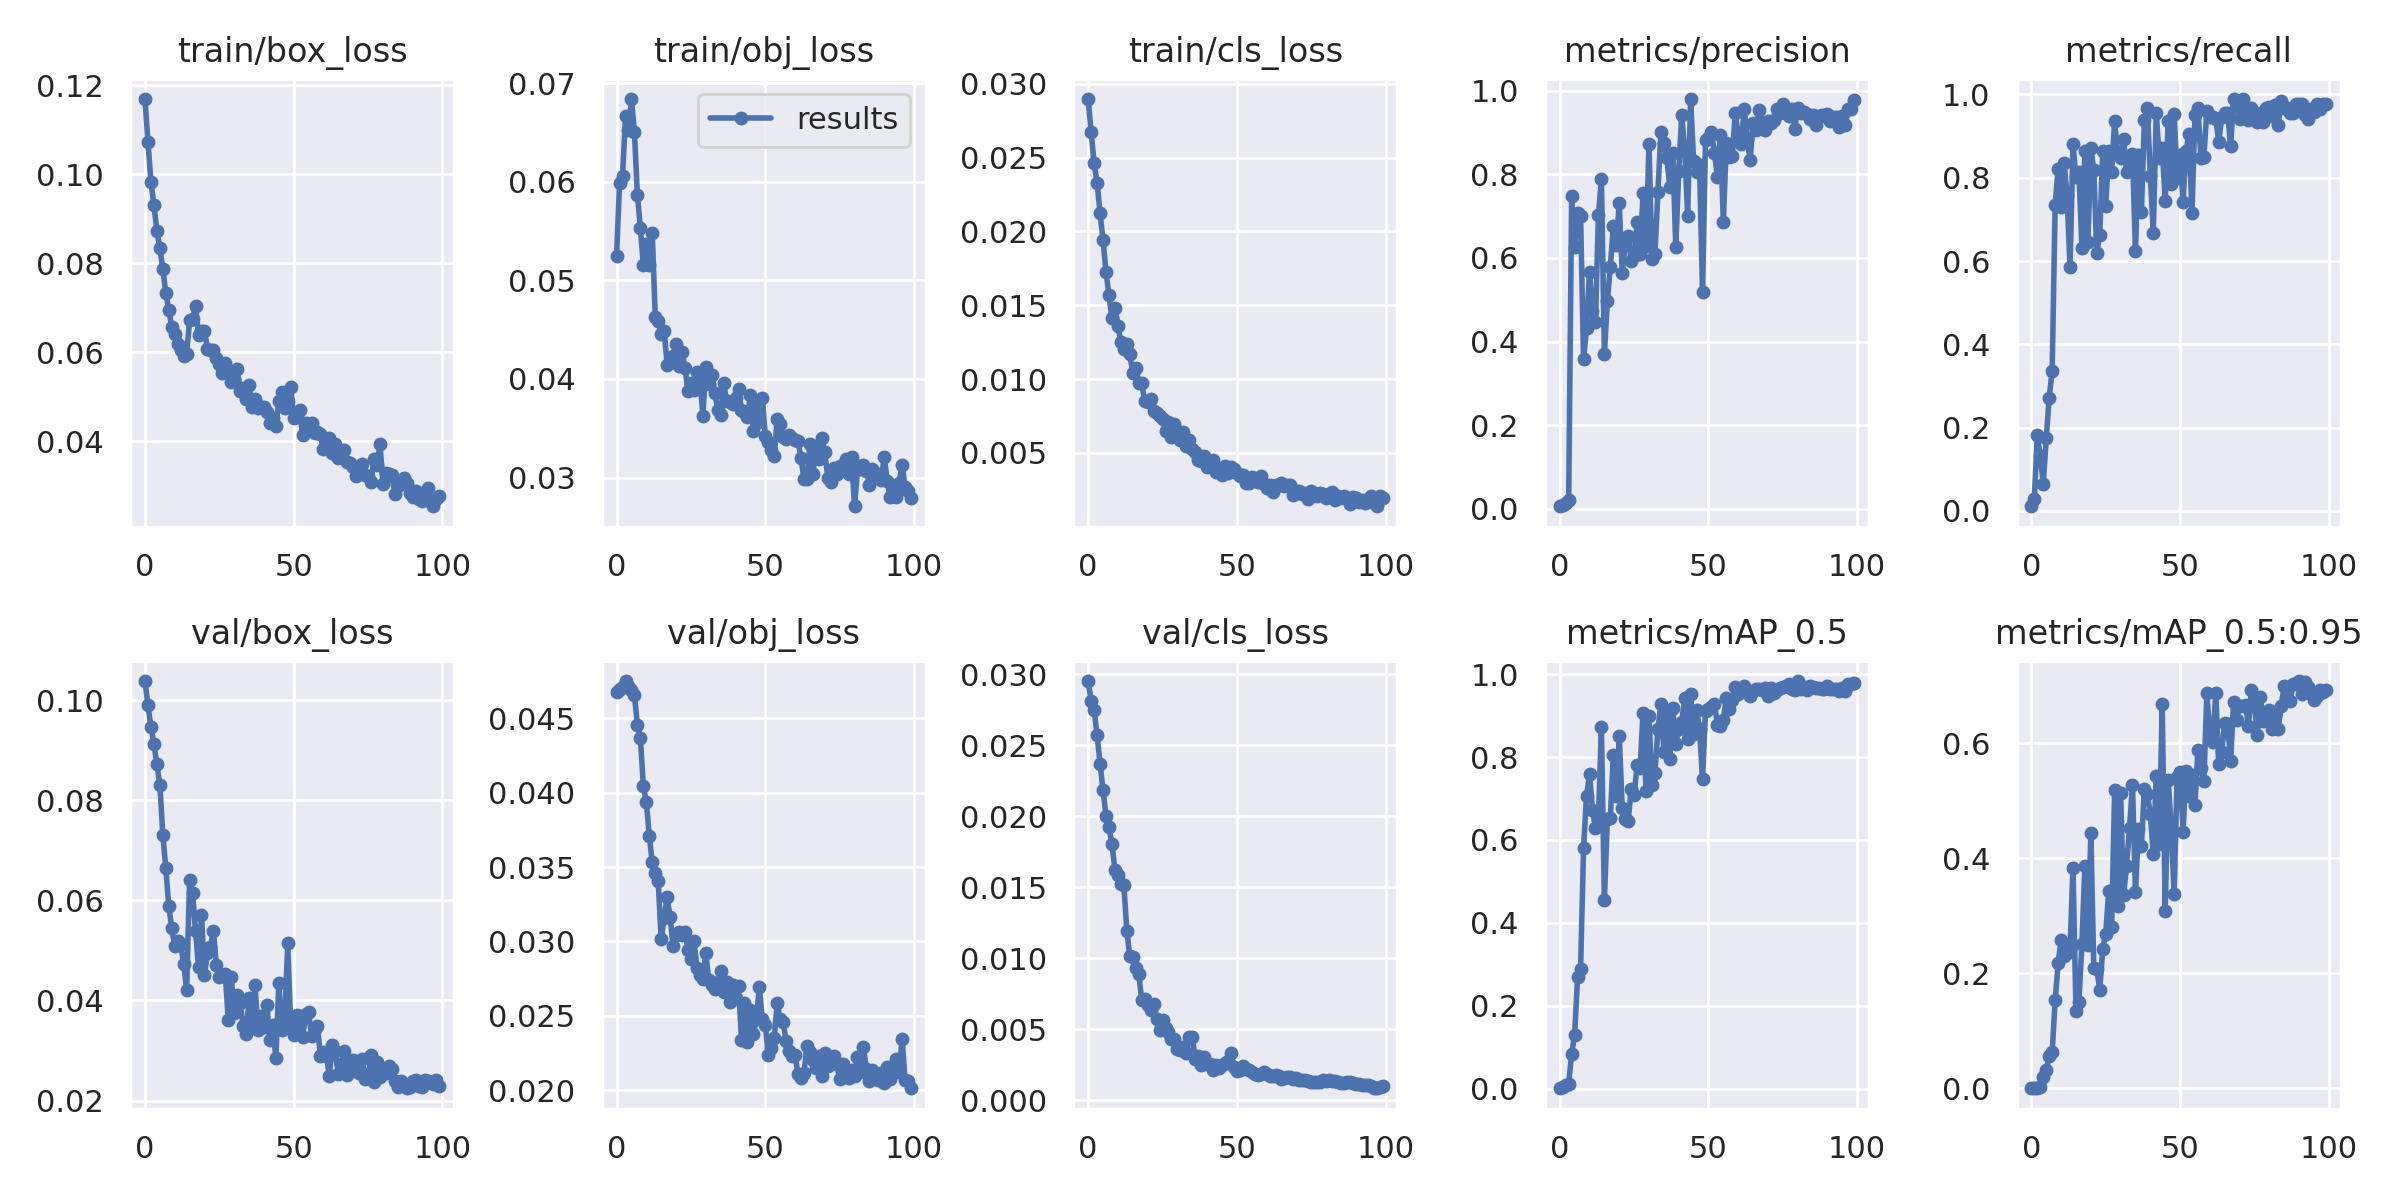 train/box_loss
0.12
0.10
0.08
0.06
0.04
0 50 100
train/obj_loss
results
0.07
0.06
0.05
0.04
0.03
0 50 100
train/cls_loss
0.030
0.025
0.020
0.015
0.010
0.005
0 50 100
metrics/precision
1.0
0.8
0.6
0.4
0.2
0.0
0 50 100
metrics/recall
1.0
0.8
0.6
0.4
0.2
0.0
0 50 100
val/box_loss
0.10
0.08
0.06
0.04
0.02
0 50 100
val/obj_loss
0.045
0.040
0.035
0.030
0.025
0.020
0 50 100
val/cls_loss
0.030
0.025
0.020
0.015
0.010
0.005
0.000
0 50 100
metrics/mAP_0.5
1.0
0.8
0.6
0.4
0.2
0.0
0 50 100
metrics/mAP_0.5:0.95
0.6
0.4
0.2
0.0
0 50 100